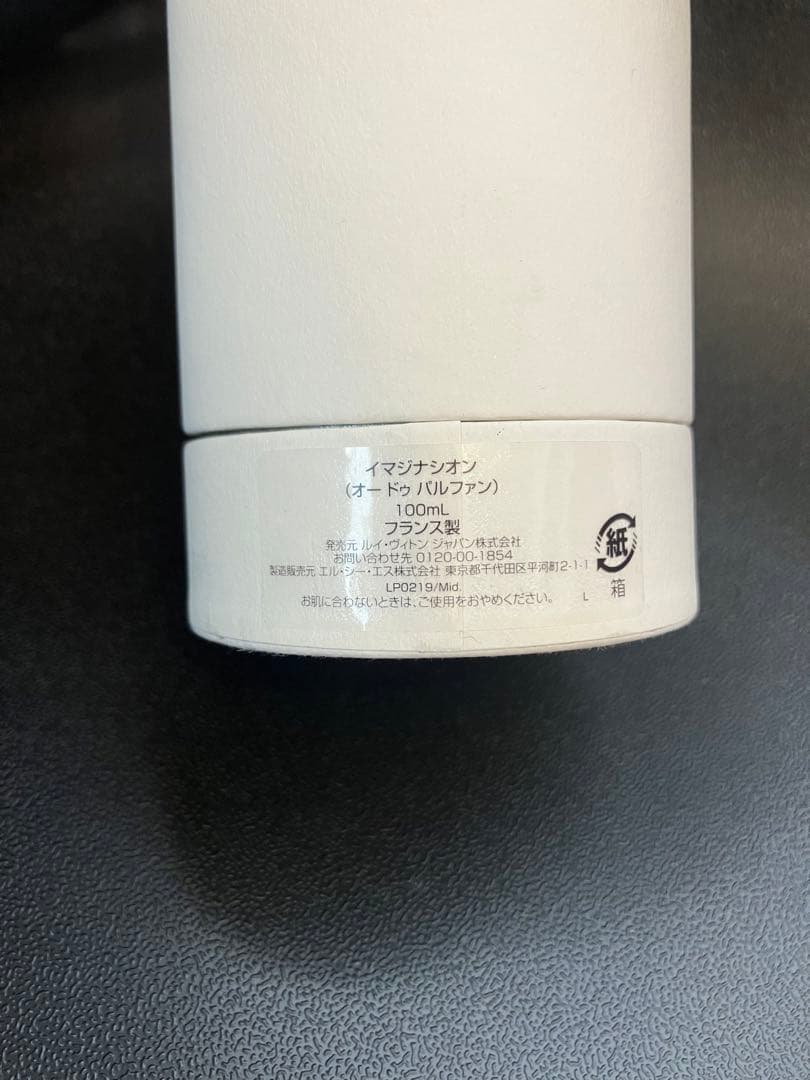 イマジナシオン
（オー ドゥ パルファン）
100mL
フランス製
発売元 ルイ・ヴィトン ジャパン株式会社
お問い合わせ先 0120-00-1854
製造販売元 エル・シー・エス株式会社 東京都千代田区平河町2-1-1
LP0219/Mid.
お肌に合わないときは、ご使用をおやめください。
L
紙
箱